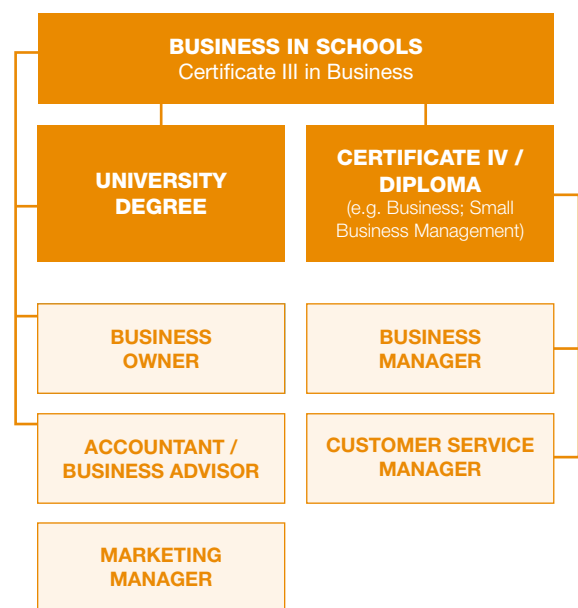 BUSINESS IN SCHOOLS
Certificate III in Business
UNIVERSITY
DEGREE
CERTIFICATE IV /
DIPLOMA
(e.g. Business; Small
Business Management)
BUSINESS
OWNER
BUSINESS
MANAGER
ACCOUNTANT /
BUSINESS ADVISOR
CUSTOMER SERVICE
MANAGER
MARKETING
MANAGER